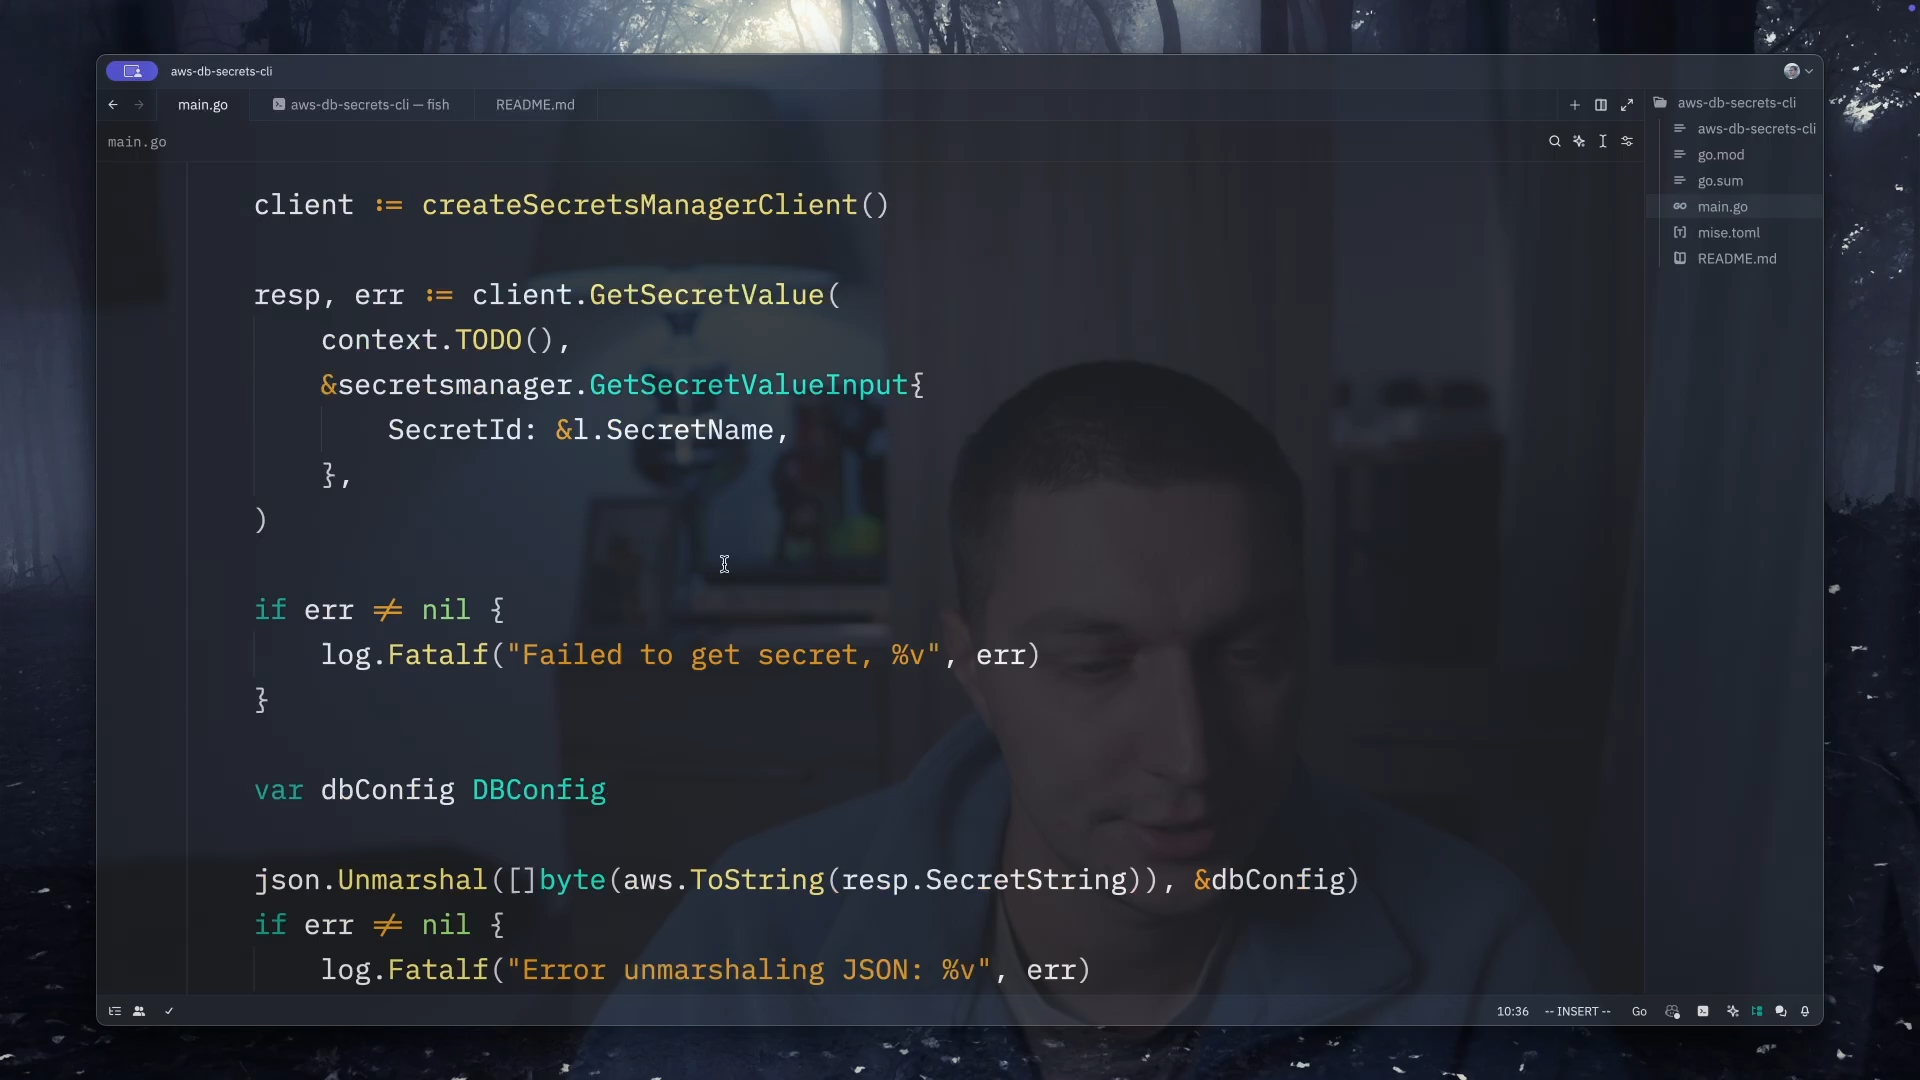 aws-db-secrets-cli
main.go
aws-db-secrets-cli — fish
README.md
main.go
client := createSecretsManagerClient()
resp, err := client.GetSecretValue(
context.TODO(),
&secretsmanager.GetSecretValueInput{
SecretId: &l.SecretName,
},
)
if err ≠ nil {
log.Fatalf("Failed to get secret, %v", err)
}
var dbConfig DBConfig
json.Unmarshal([]byte(aws.ToString(resp.SecretString)), &dbConfig)
if err ≠ nil {
log.Fatalf("Error unmarshaling JSON: %v", err)
aws-db-secrets-cli
aws-db-secrets-cli
go.mod
go.sum
main.go
mise.toml
README.md
10:36
-- INSERT --
Go